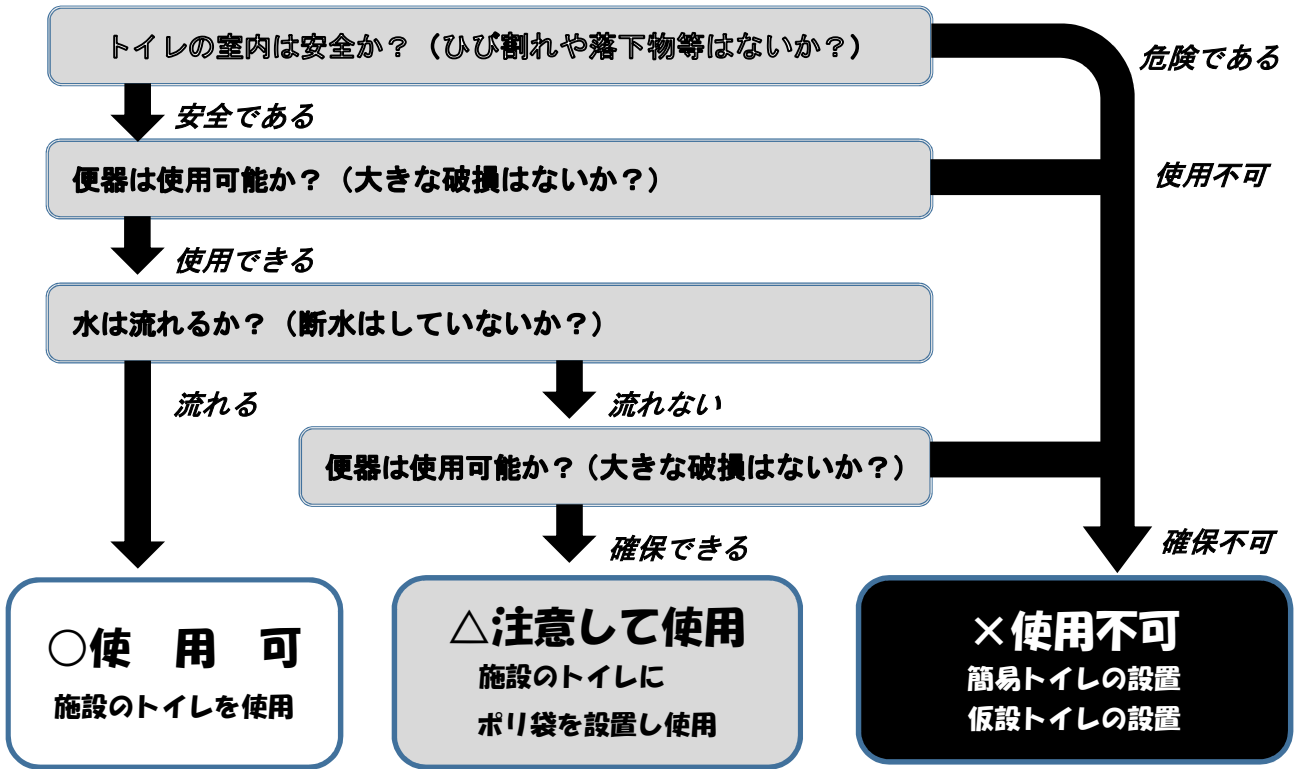 トイレの室内は安全か？（ひび割れや落下物等はないか？）
危険である
安全である
便器は使用可能か？（大きな破損はないか？）
使用不可
使用できる
水は流れるか？（断水はしていないか？）
流れる
流れない
便器は使用可能か？（大きな破損はないか？）
確保できる
確保不可
○使　用　可
施設のトイレを使用
△注意して使用
施設のトイレに
ポリ袋を設置し使用
×使用不可
簡易トイレの設置
仮設トイレの設置